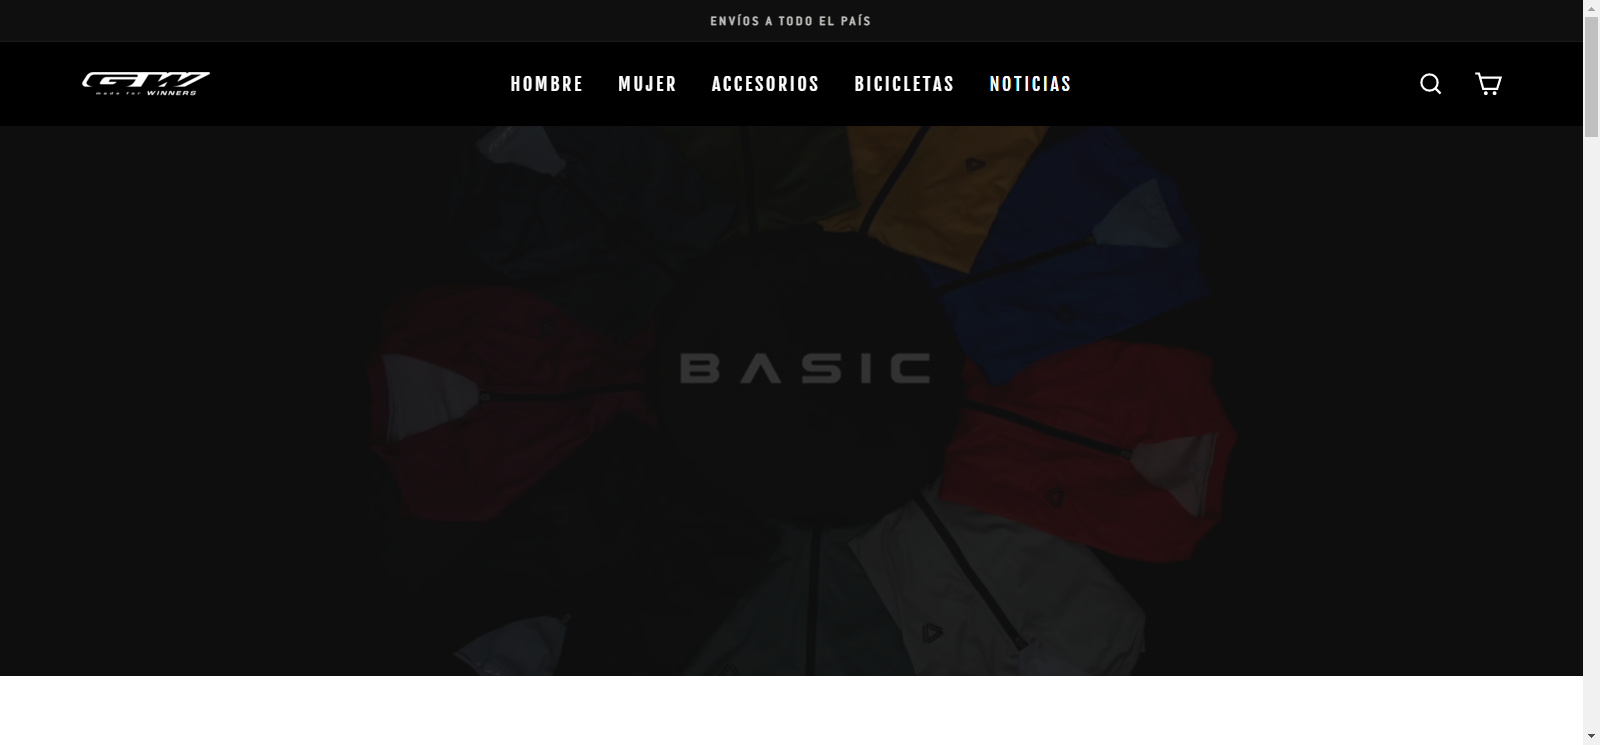 ENVÍOS A TODO EL PAÍS
GW
made for WINNERS
HOMBRE MUJER ACCESORIOS BICICLETAS NOTICIAS
BASIC